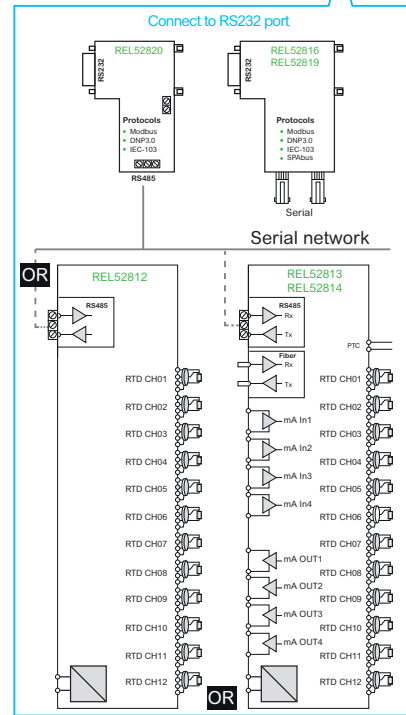 Connect to RS232 port
REL52820
RS232
Protocols
• Modbus
• DNP3.0
• IEC-103
RS485
REL52816
REL52819
RS232
Protocols
• Modbus
• DNP3.0
• IEC-103
• SPAbus
Serial
Serial network
OR
REL52812
RS485
RTD CH01
RTD CH02
RTD CH03
RTD CH04
RTD CH05
RTD CH06
RTD CH07
RTD CH08
RTD CH09
RTD CH10
RTD CH11
RTD CH12
OR
REL52813
REL52814
RS485
Rx
Tx
Fiber
Rx
Tx
mA In1
mA In2
mA In3
mA In4
mA OUT1
mA OUT2
mA OUT3
mA OUT4
PTC
RTD CH01
RTD CH02
RTD CH03
RTD CH04
RTD CH05
RTD CH06
RTD CH07
RTD CH08
RTD CH09
RTD CH10
RTD CH11
RTD CH12